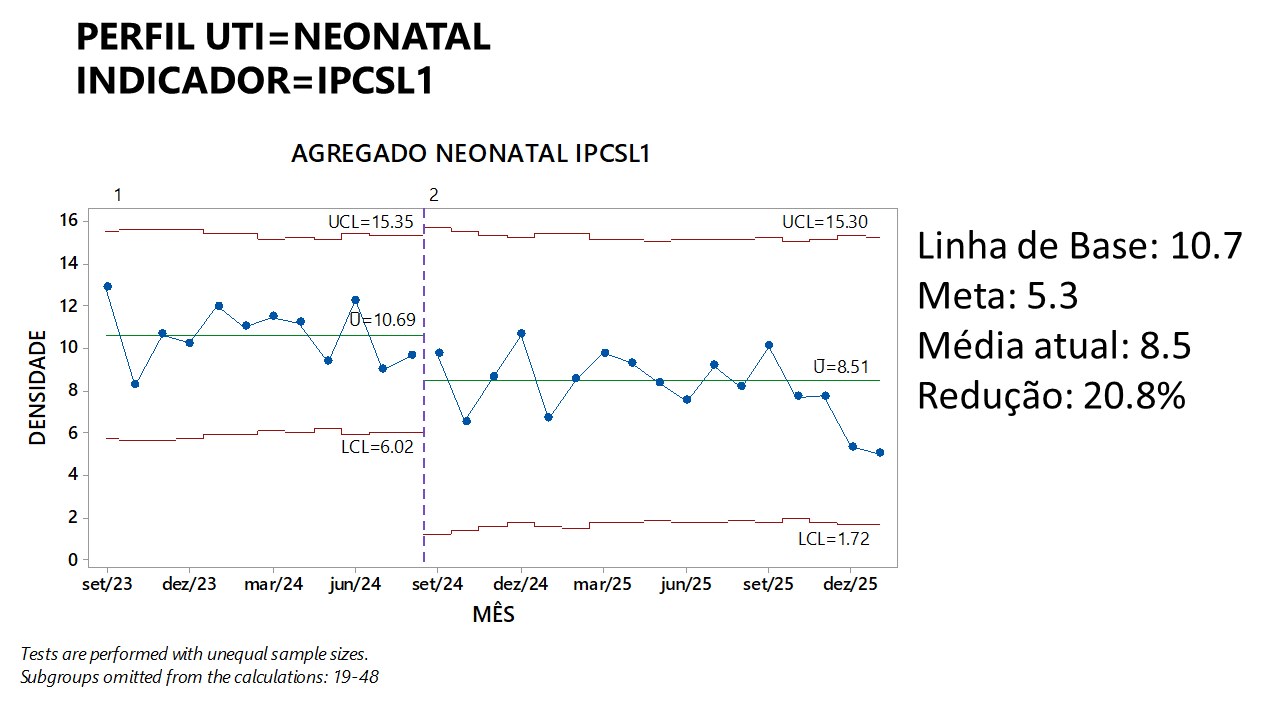 PERFIL UTI=NEONATAL
INDICADOR=IPCSL1
AGREGADO NEONATAL IPCSL1
1
2
UCL=15.35
UCL=15.30
Ū=10.69
Ū=8.51
LCL=6.02
LCL=1.72
DENSIDADE
16
14
12
10
8
6
4
2
0
set/23
dez/23
mar/24
jun/24
set/24
dez/24
mar/25
jun/25
set/25
dez/25
MÊS
Linha de Base: 10.7
Meta: 5.3
Média atual: 8.5
Redução: 20.8%
Tests are performed with unequal sample sizes.
Subgroups omitted from the calculations: 19-48